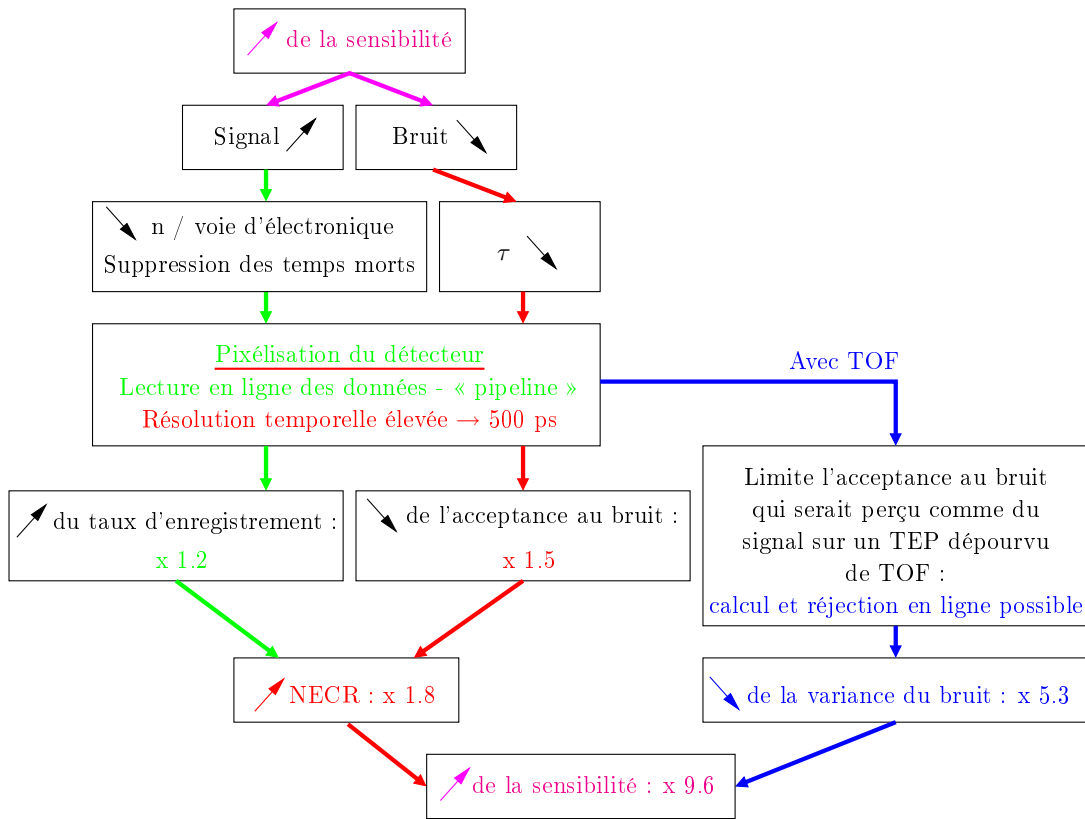 de la sensibilité
Signal
Bruit
n / voie d'électronique
Suppression des temps morts
τ
Pixélisation du détecteur
Lecture en ligne des données - « pipeline »
Résolution temporelle élevée → 500 ps
Avec TOF
du taux d'enregistrement :
x 1.2
de l'acceptance au bruit :
x 1.5
Limite l'acceptance au bruit
qui serait perçu comme du
signal sur un TEP dépourvu
de TOF :
calcul et réjection en ligne possible
NECR : x 1.8
de la variance du bruit : x 5.3
de la sensibilité : x 9.6